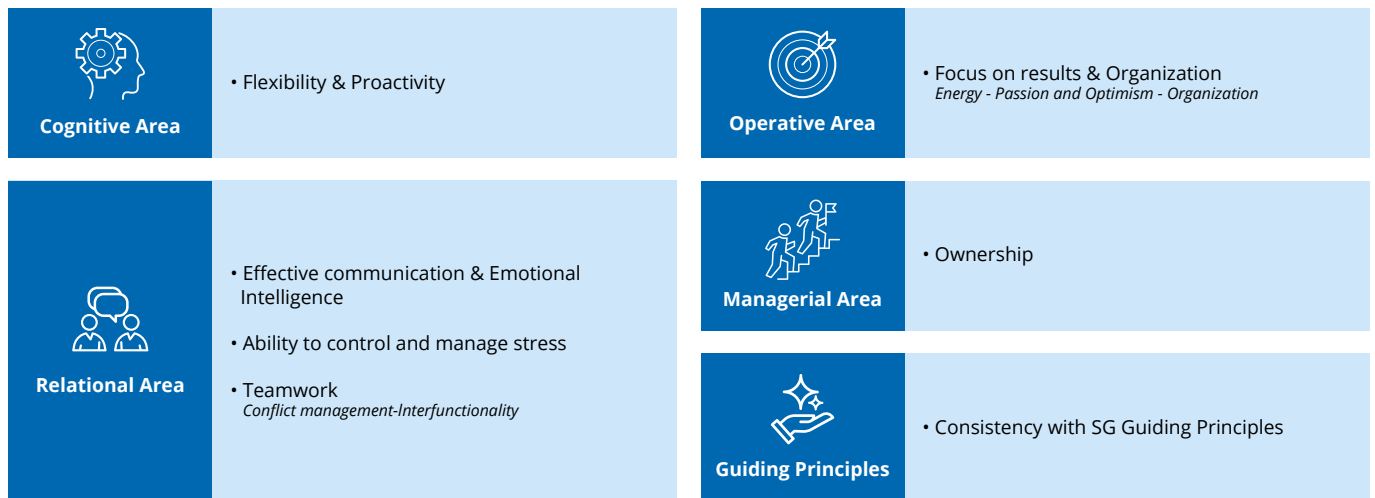 Cognitive Area
• Flexibility & Proactivity
Operative Area
• Focus on results & Organization
Energy - Passion and Optimism - Organization
Relational Area
• Effective communication & Emotional
Intelligence
• Ability to control and manage stress
• Teamwork
Conflict management-Interfunctionality
Managerial Area
• Ownership
Guiding Principles
• Consistency with SG Guiding Principles